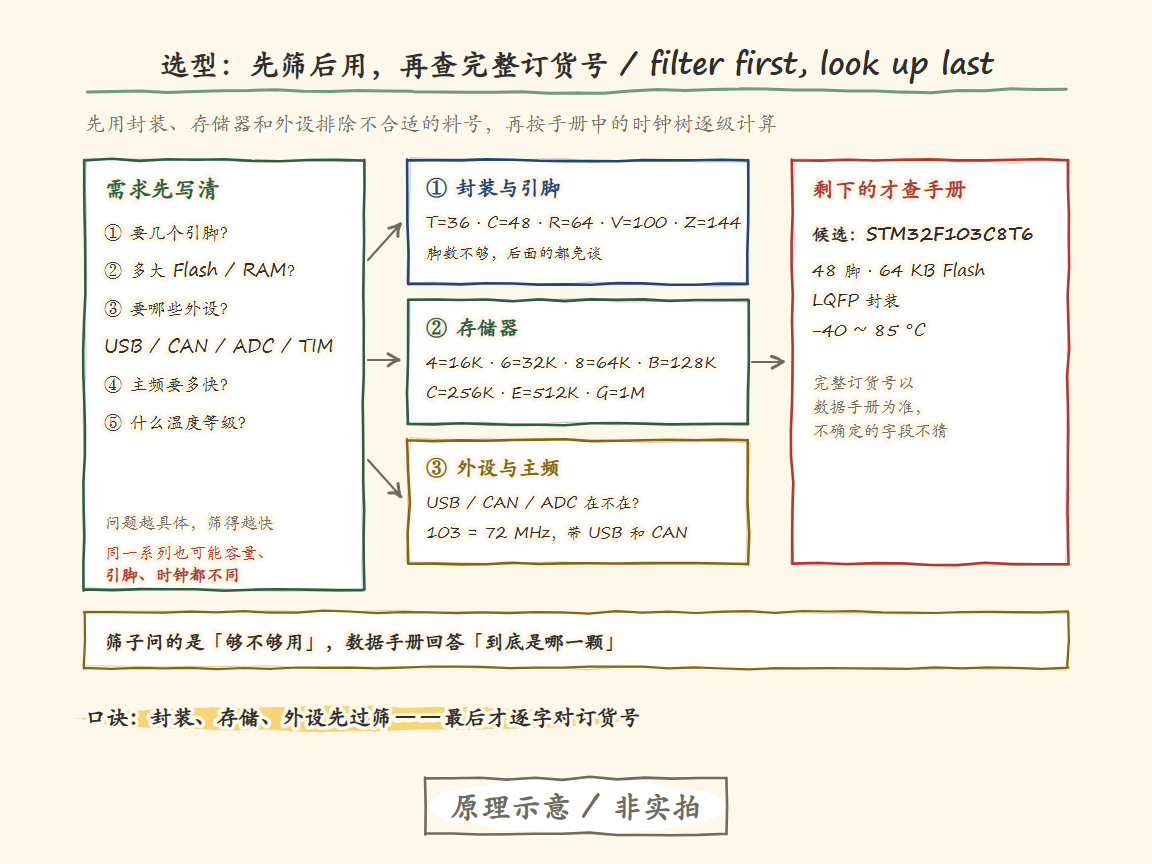 选型：先筛后用，再查完整订货号 / filter first, look up last
先用封装、存储器和外设排除不合适的料号，再按手册中的时钟树逐级计算
需求先写清
① 要几个引脚?
② 多大 Flash / RAM?
③ 要哪些外设?
USB / CAN / ADC / TIM
④ 主频要多快?
⑤ 什么温度等级?
问题越具体，筛得越快
同一系列也可能容量、
引脚、时钟都不同
① 封装与引脚
T=36 · C=48 · R=64 · V=100 · Z=144
脚数不够，后面的都免谈
② 存储器
4=16K · 6=32K · 8=64K · B=128K
C=256K · E=512K · G=1M
③ 外设与主频
USB / CAN / ADC 在不在?
103 = 72 MHz，带 USB 和 CAN
剩下的才查手册
候选：STM32F103C8T6
48 脚 · 64 KB Flash
LQFP 封装
−40 ~ 85 °C
完整订货号以
数据手册为准，
不确定的字段不猜
筛子问的是「够不够用」，数据手册回答「到底是哪一颗」
口诀：封装、存储、外设先过筛——最后才逐字对订货号
原理示意 / 非实拍